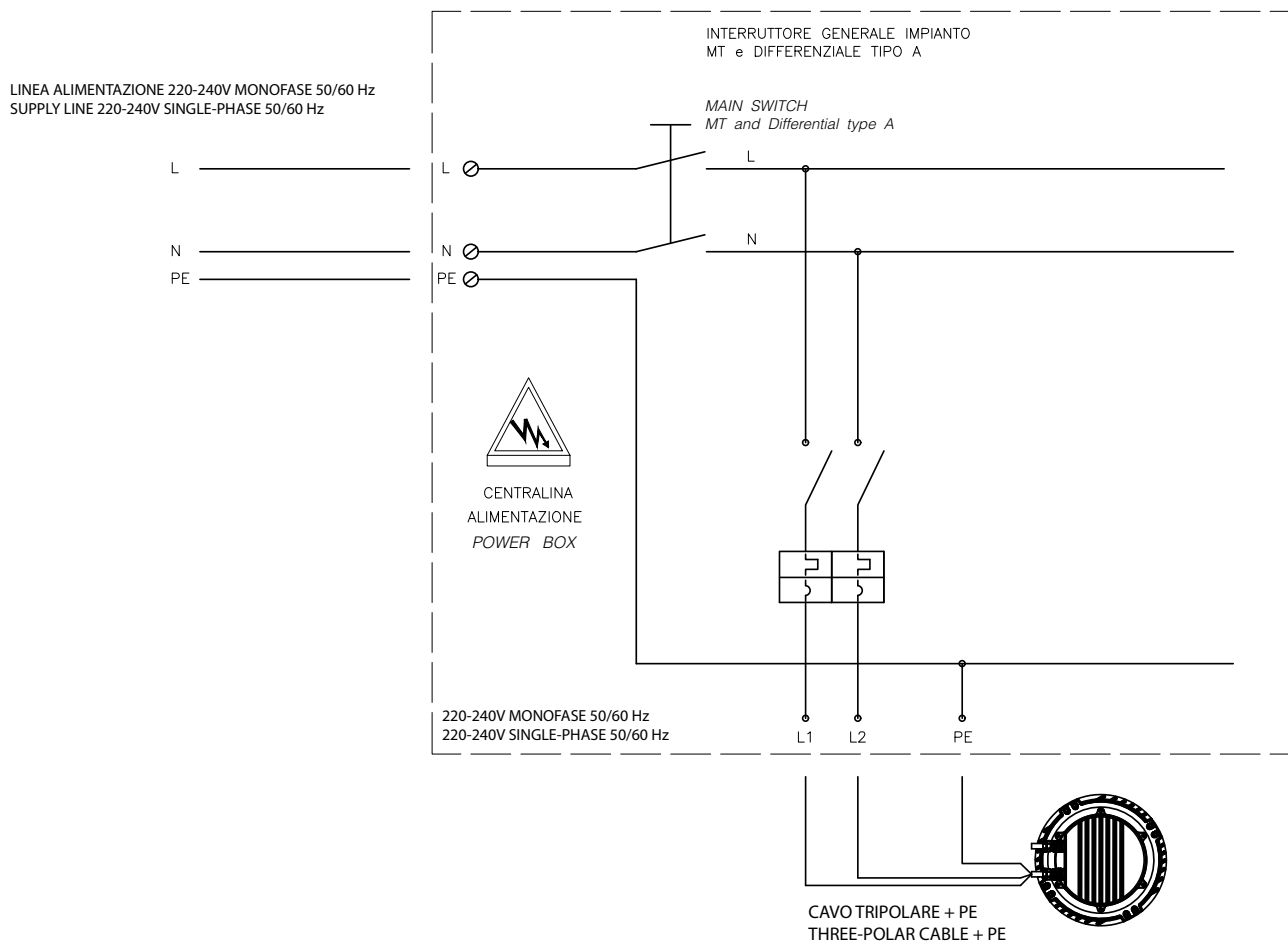 INTERRUTTORE GENERALE IMPIANTO
MT e DIFFERENZIALE TIPO A
LINEA ALIMENTAZIONE 220-240V MONOFASE 50/60 Hz
SUPPLY LINE 220-240V SINGLE-PHASE 50/60 Hz
MAIN SWITCH
MT and Differential type A
L
L
L
N
N
N
PE
PE
CENTRALINA
ALIMENTAZIONE
POWER BOX
220-240V MONOFASE 50/60 Hz
220-240V SINGLE-PHASE 50/60 Hz
L1
L2
PE
CAVO TRIPOLARE + PE
THREE-POLAR CABLE + PE